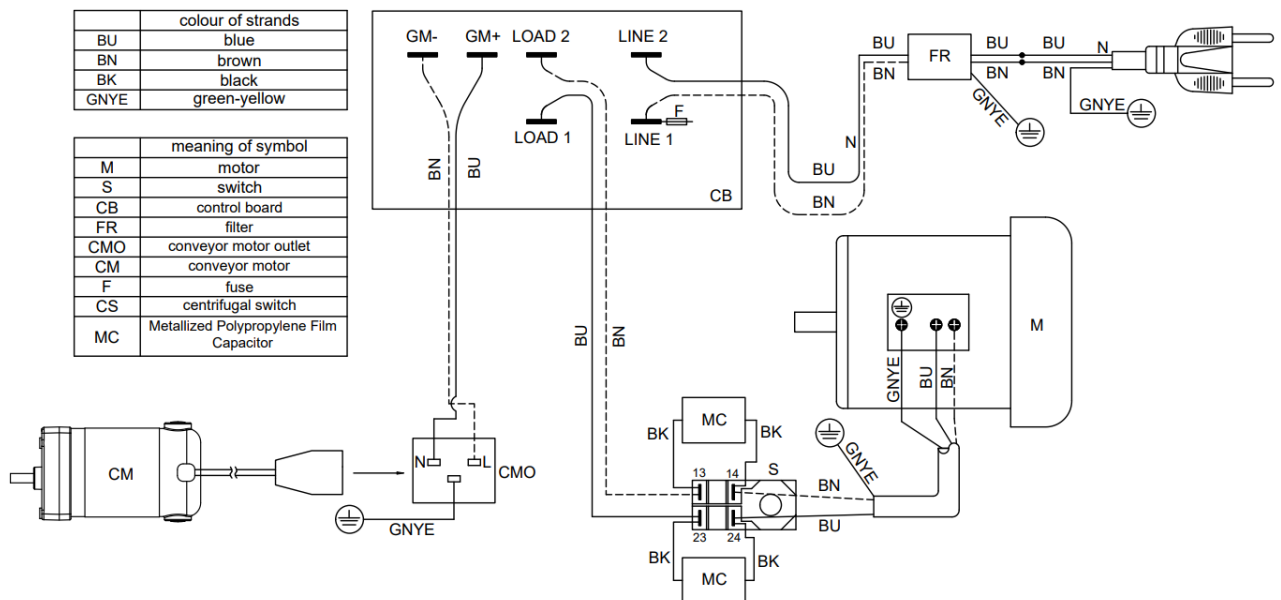 colour of strands
BU blue
BN brown
BK black
GNYE green-yellow
meaning of symbol
M motor
S switch
CB control board
FR filter
CMO conveyor motor outlet
CM conveyor motor
F fuse
CS centrifugal switch
MC Metallized Polypropylene Film
Capacitor
GM- GM+ LOAD 2 LINE 2
LOAD 1 LINE 1 F
CB
BN BU
BU BN
N
BU
BN
BU
BN
FR
BU BU N
BN BN
GNYE
GNYE
M
GNYE BU BN
CM
N L CMO
GNYE
MC
BK BK
13 14 S
23 24
BK BK
MC
BN
BU
GNYE